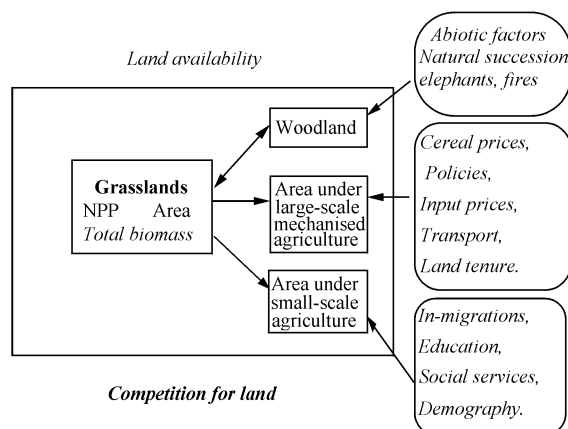 Land availability
Abiotic factors
Natural succession
elephants, fires
Woodland
Grasslands
NPP Area
Total biomass
Area under
large-scale
mechanised
agriculture
Cereal prices,
Policies,
Input prices,
Transport,
Land tenure.
Area under
small-scale
agriculture
In-migrations,
Education,
Social services,
Demography.
Competition for land